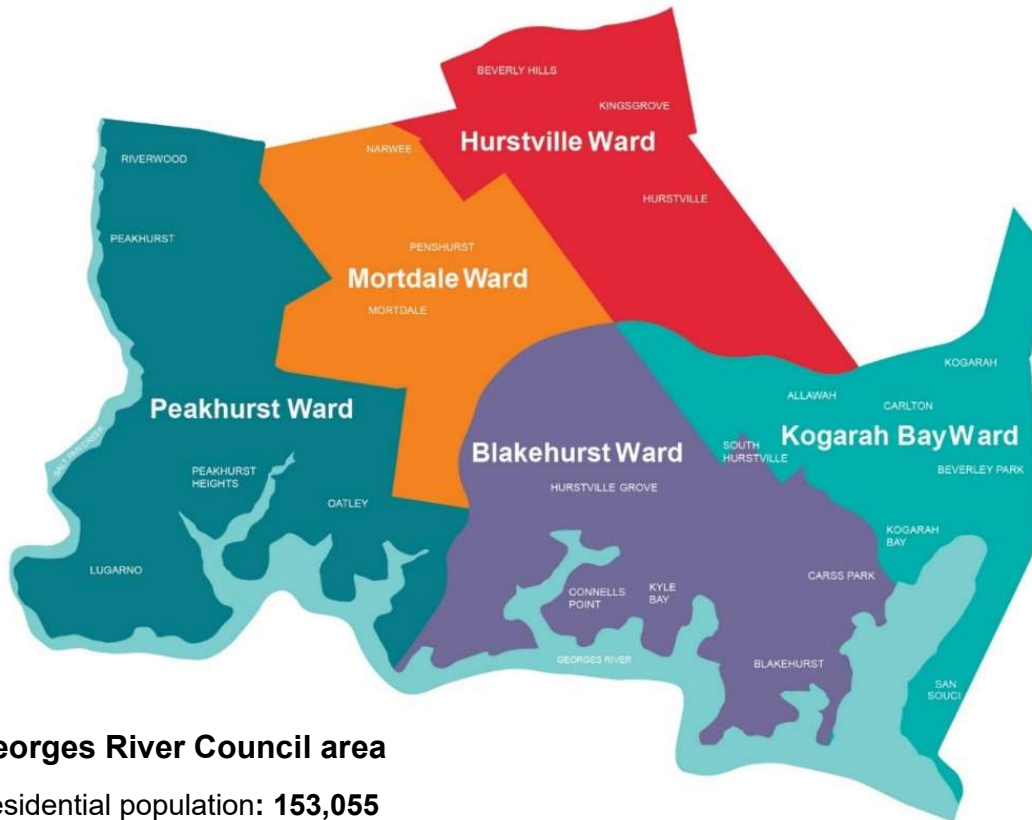 BEVERLY HILLS
KINGSGROVE
Hurstville Ward
NARWEE
RIVERWOOD
HURSTVILLE
PEAKHURST
PENSHURST
Mortdale Ward
MORTDALE
KOGARAH
ALLAWAH
CARLTON
Peakhurst Ward
Kogarah Bay Ward
SALT PAN CREEK
Blakehurst Ward
SOUTH
HURSTVILLE
BEVERLEY PARK
PEAKHURST
HEIGHTS
HURSTVILLE GROVE
OATLEY
KOGARAH
BAY
LUGARNO
CARSS PARK
CONNELLS
POINT
KYLE
BAY
GEORGES RIVER
BLAKEHURST
SAN
SOUCI
eorges River Council area
esidential population: 153,055